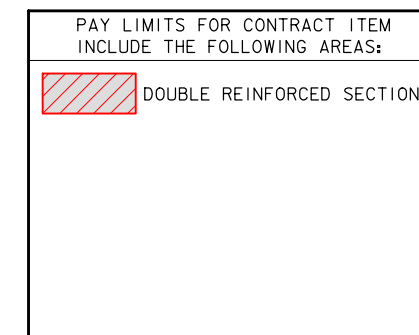 PAY LIMITS FOR CONTRACT ITEM
INCLUDE THE FOLLOWING AREAS:
DOUBLE REINFORCED SECTION